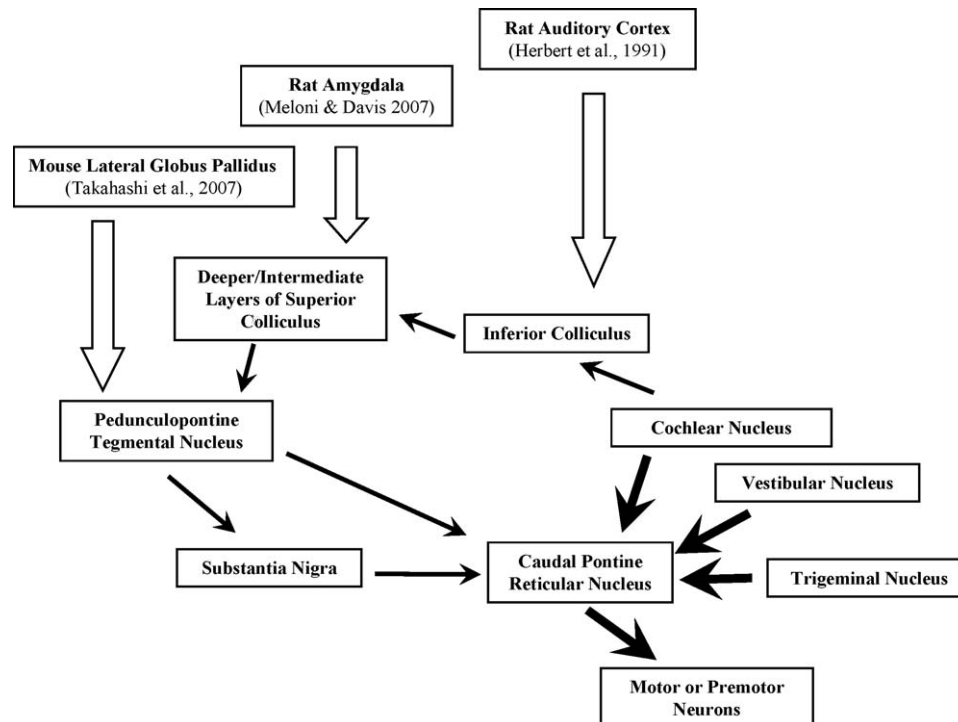 Rat Auditory Cortex
(Herbert et al., 1991)
Rat Amygdala
(Meloni & Davis 2007)
Mouse Lateral Globus Pallidus
(Takahashi et al., 2007)
Deeper/Intermediate
Layers of Superior
Colliculus
Inferior Colliculus
Pedunculopontine
Tegmental Nucleus
Cochlear Nucleus
Vestibular Nucleus
Substantia Nigra
Caudal Pontine
Reticular Nucleus
Trigeminal Nucleus
Motor or Premotor
Neurons